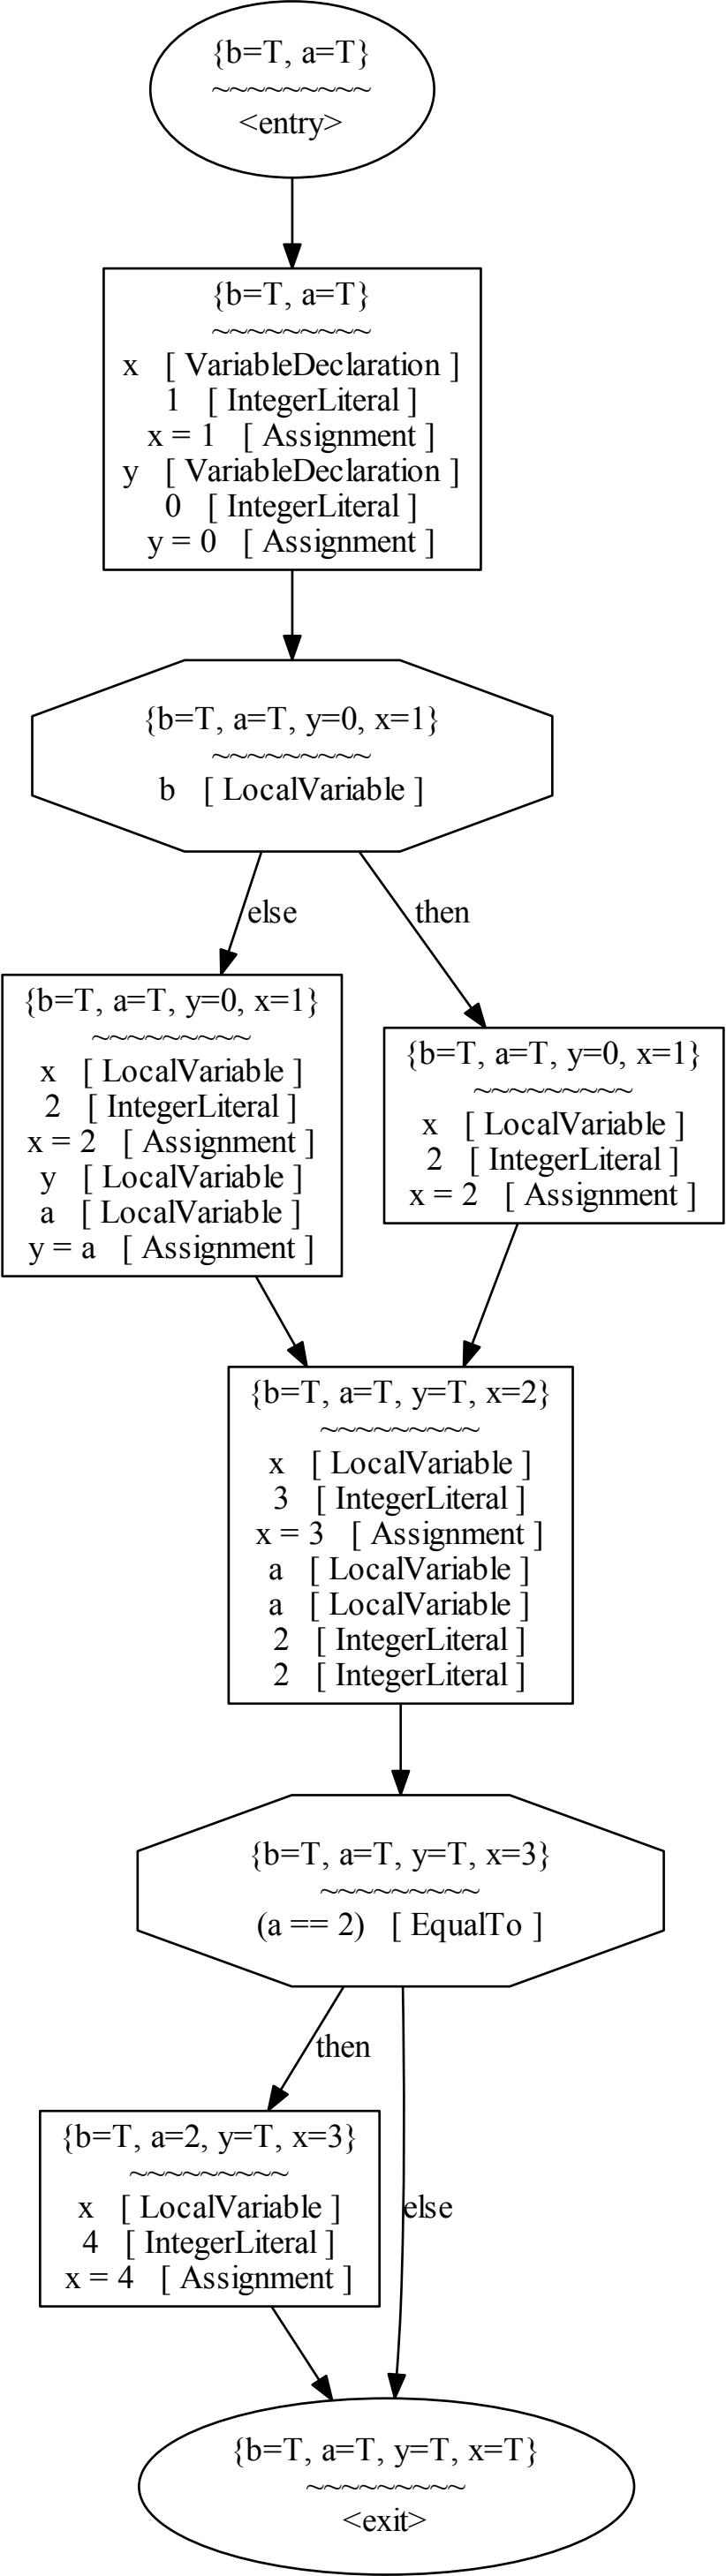 {b=T, a=T}
~~~~~~~~~
<entry>
{b=T, a=T}
~~~~~~~~~
x [ VariableDeclaration ]
1 [ IntegerLiteral ]
x = 1 [ Assignment ]
y [ VariableDeclaration ]
0 [ IntegerLiteral ]
y = 0 [ Assignment ]
{b=T, a=T, y=0, x=1}
~~~~~~~~~
b [ LocalVariable ]
else
then
{b=T, a=T, y=0, x=1}
~~~~~~~~~
x [ LocalVariable ]
2 [ IntegerLiteral ]
x = 2 [ Assignment ]
y [ LocalVariable ]
a [ LocalVariable ]
y = a [ Assignment ]
{b=T, a=T, y=0, x=1}
~~~~~~~~~
x [ LocalVariable ]
2 [ IntegerLiteral ]
x = 2 [ Assignment ]
{b=T, a=T, y=T, x=2}
~~~~~~~~~
x [ LocalVariable ]
3 [ IntegerLiteral ]
x = 3 [ Assignment ]
a [ LocalVariable ]
a [ LocalVariable ]
2 [ IntegerLiteral ]
2 [ IntegerLiteral ]
{b=T, a=T, y=T, x=3}
~~~~~~~~~
(a == 2) [ EqualTo ]
then
{b=T, a=2, y=T, x=3}
~~~~~~~~~
x [ LocalVariable ]
4 [ IntegerLiteral ]
x = 4 [ Assignment ]
else
{b=T, a=T, y=T, x=T}
~~~~~~~~~
<exit>